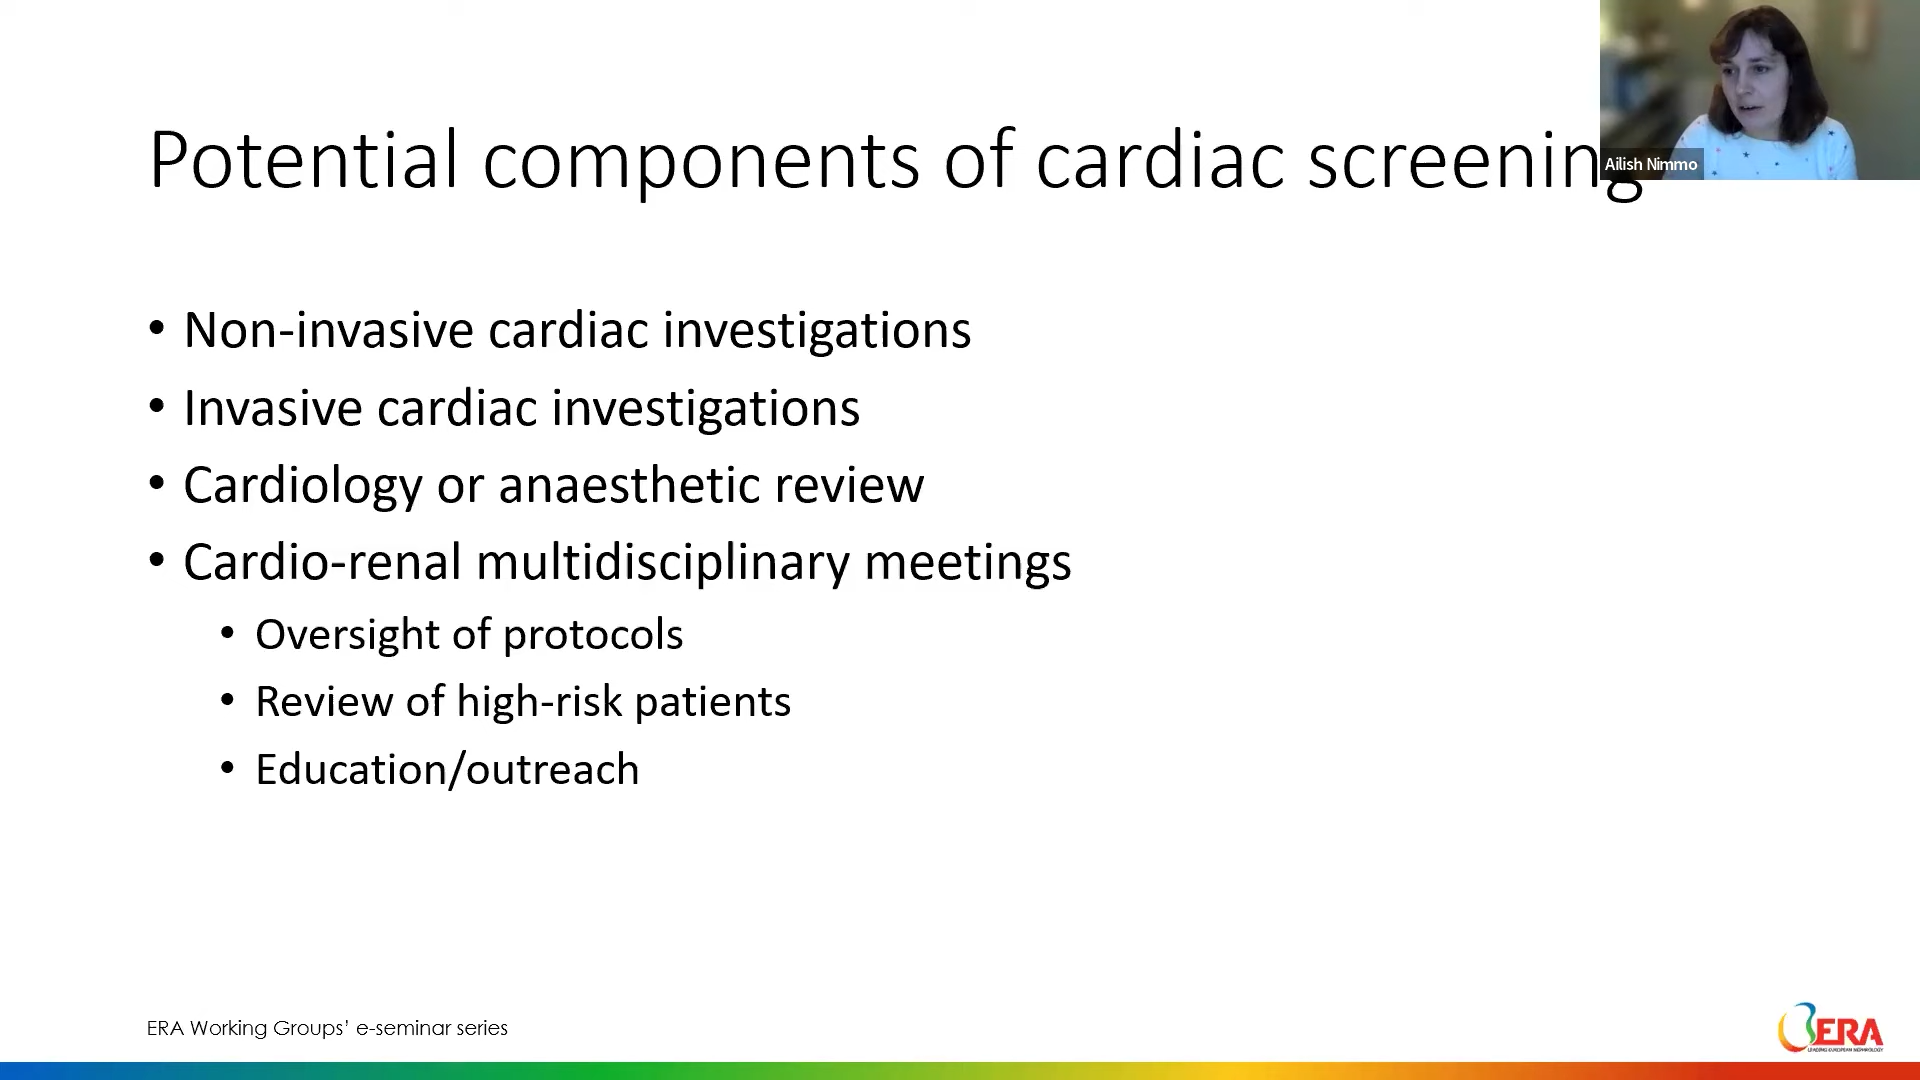 Potential components of cardiac screening
Ailish Nimmo
• Non-invasive cardiac investigations
• Invasive cardiac investigations
• Cardiology or anaesthetic review
• Cardio-renal multidisciplinary meetings
• Oversight of protocols
• Review of high-risk patients
• Education/outreach
ERA Working Groups’ e-seminar series
ERA
LEADING EUROPEAN NEPHROLOGY